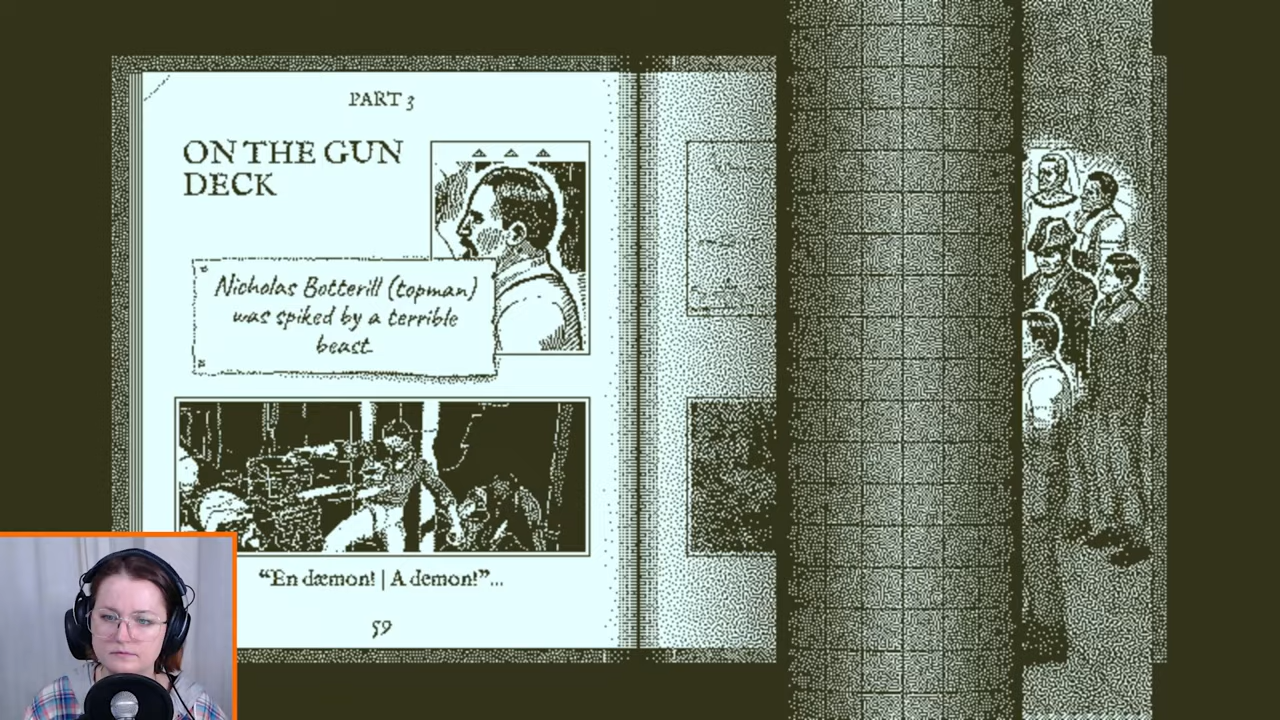 PART 3
ON THE GUN
DECK
Nicholas Botterill (topman)
was spiked by a terrible
beast.
“En dæmon! | A demon!”...
59